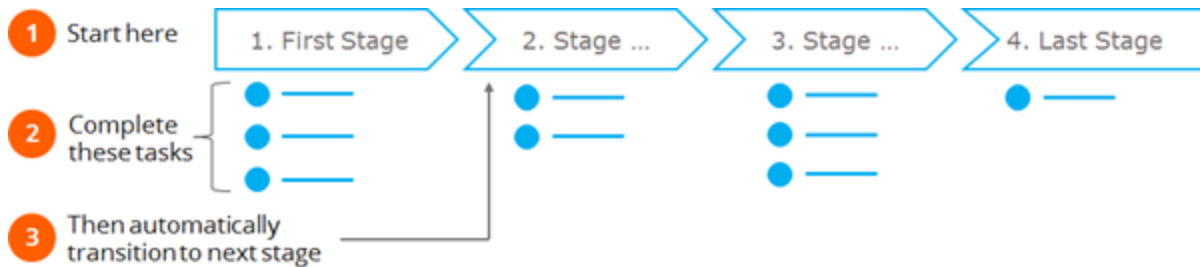 1 Start here
1. First Stage
2. Stage ...
3. Stage ...
4. Last Stage
2 Complete
these tasks
3 Then automatically
transition to next stage